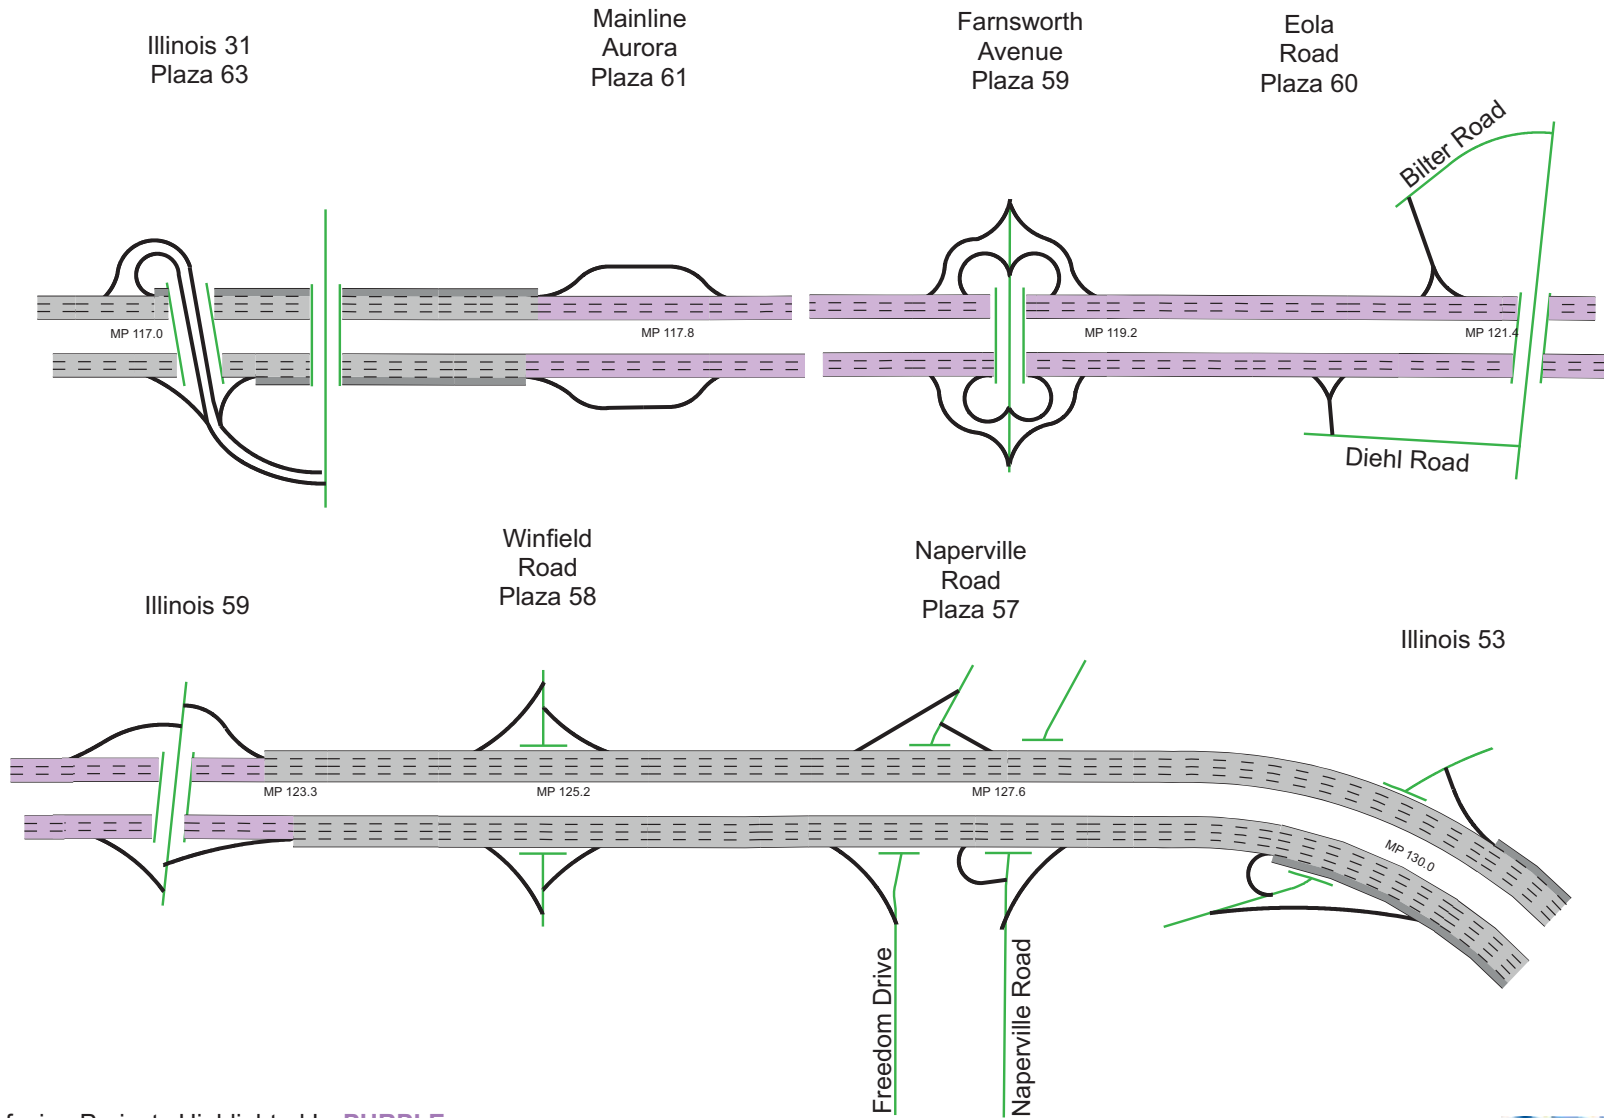 Illinois 31
Plaza 63
Mainline
Aurora
Plaza 61
Farnsworth
Avenue
Plaza 59
Eola
Road
Plaza 60
Bilter Road
MP 117.0
MP 117.8
MP 119.2
MP 121.4
Diehl Road
Illinois 59
Winfield
Road
Plaza 58
Naperville
Road
Plaza 57
Illinois 53
MP 123.3
MP 125.2
MP 127.6
MP 130.0
Freedom Drive
Naperville Road
PURPLE